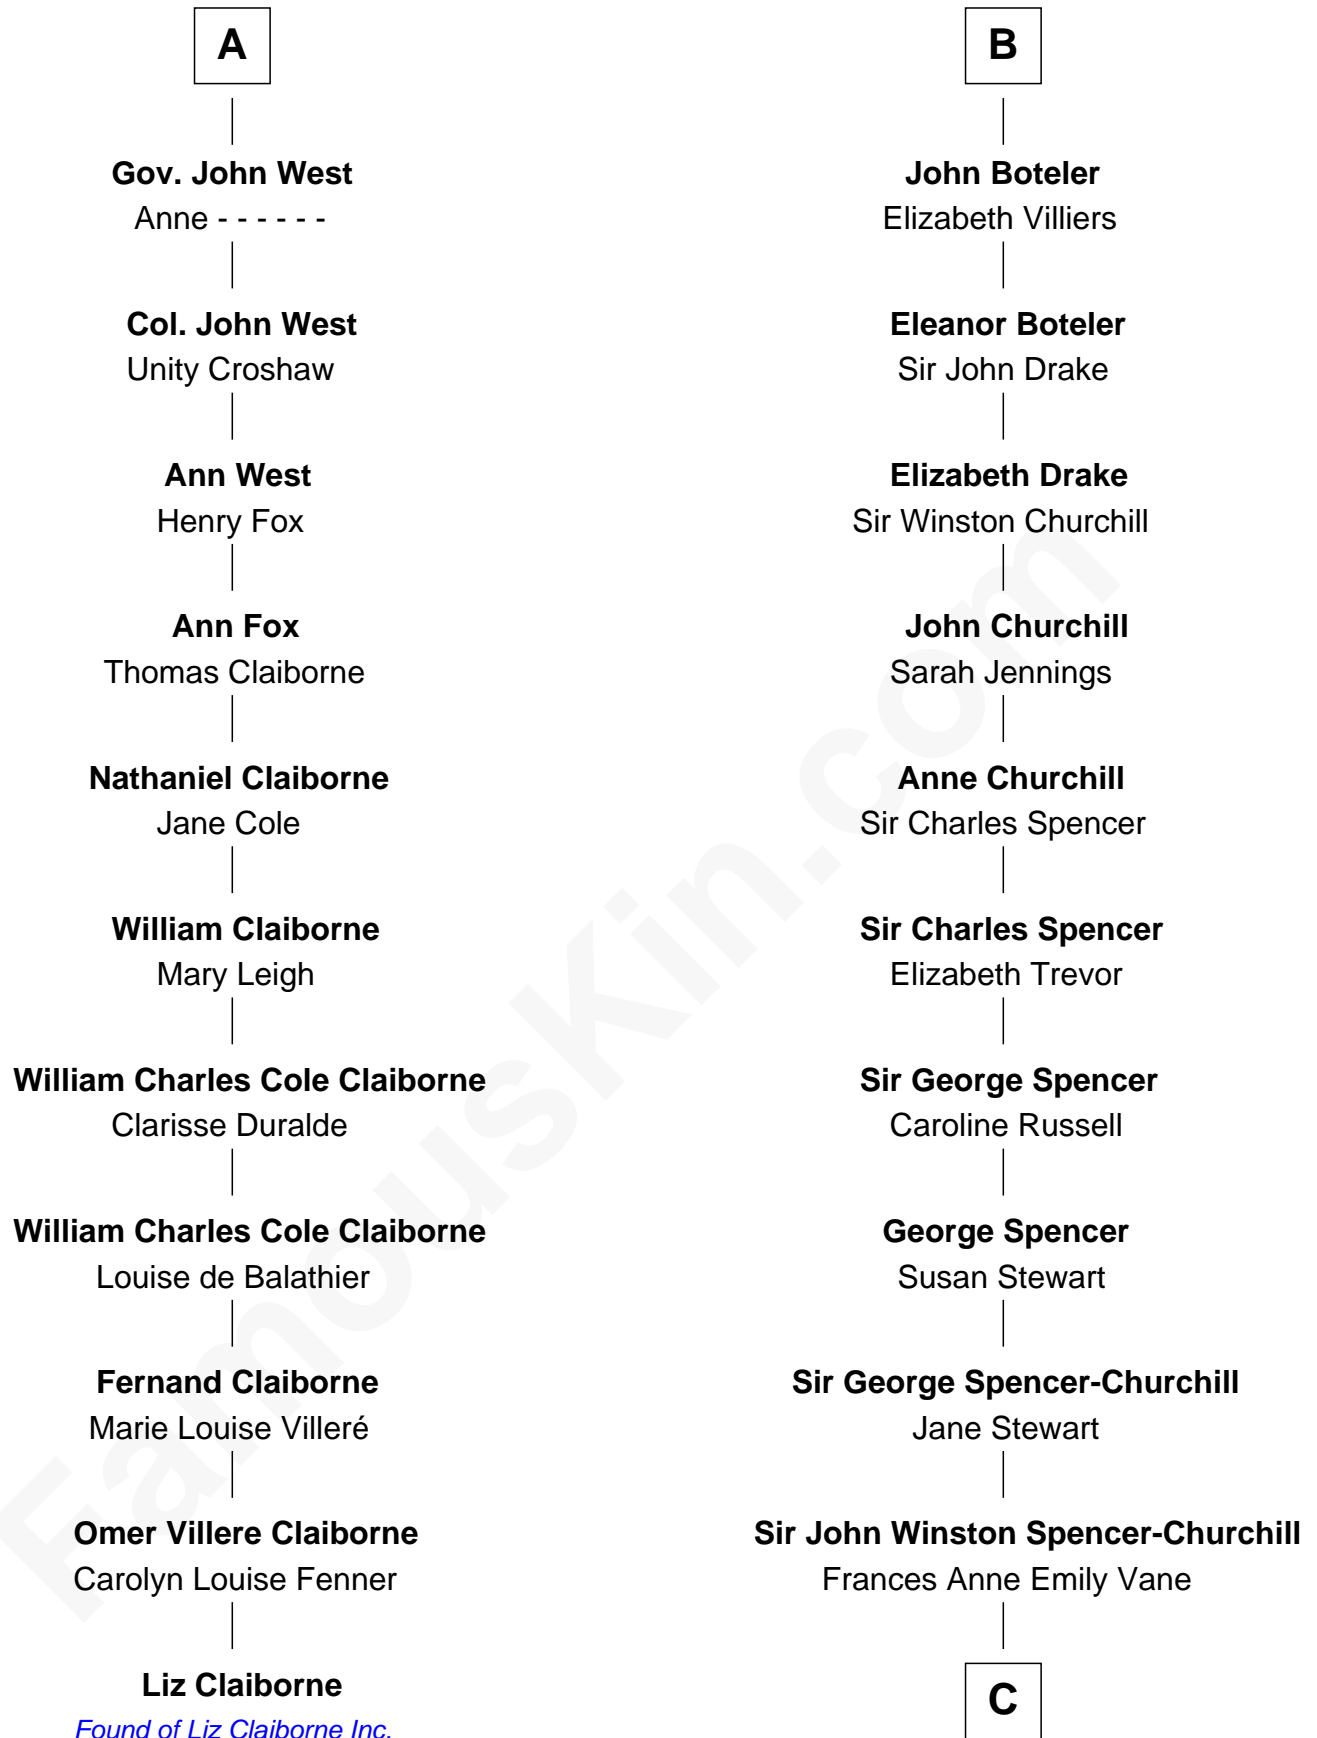 A
Gov. John West
Anne - - - - - -
Col. John West
Unity Croshaw
Ann West
Henry Fox
Ann Fox
Thomas Claiborne
Nathaniel Claiborne
Jane Cole
William Claiborne
Mary Leigh
William Charles Cole Claiborne
Clarisse Duralde
William Charles Cole Claiborne
Louise de Balathier
Fernand Claiborne
Marie Louise Villeré
Omer Villere Claiborne
Carolyn Louise Fenner
Liz Claiborne
Found of Liz Claiborne Inc.
B
John Boteler
Elizabeth Villiers
Eleanor Boteler
Sir John Drake
Elizabeth Drake
Sir Winston Churchill
John Churchill
Sarah Jennings
Anne Churchill
Sir Charles Spencer
Sir Charles Spencer
Elizabeth Trevor
Sir George Spencer
Caroline Russell
George Spencer
Susan Stewart
Sir George Spencer-Churchill
Jane Stewart
Sir John Winston Spencer-Churchill
Frances Anne Emily Vane
C
FamousKin.com